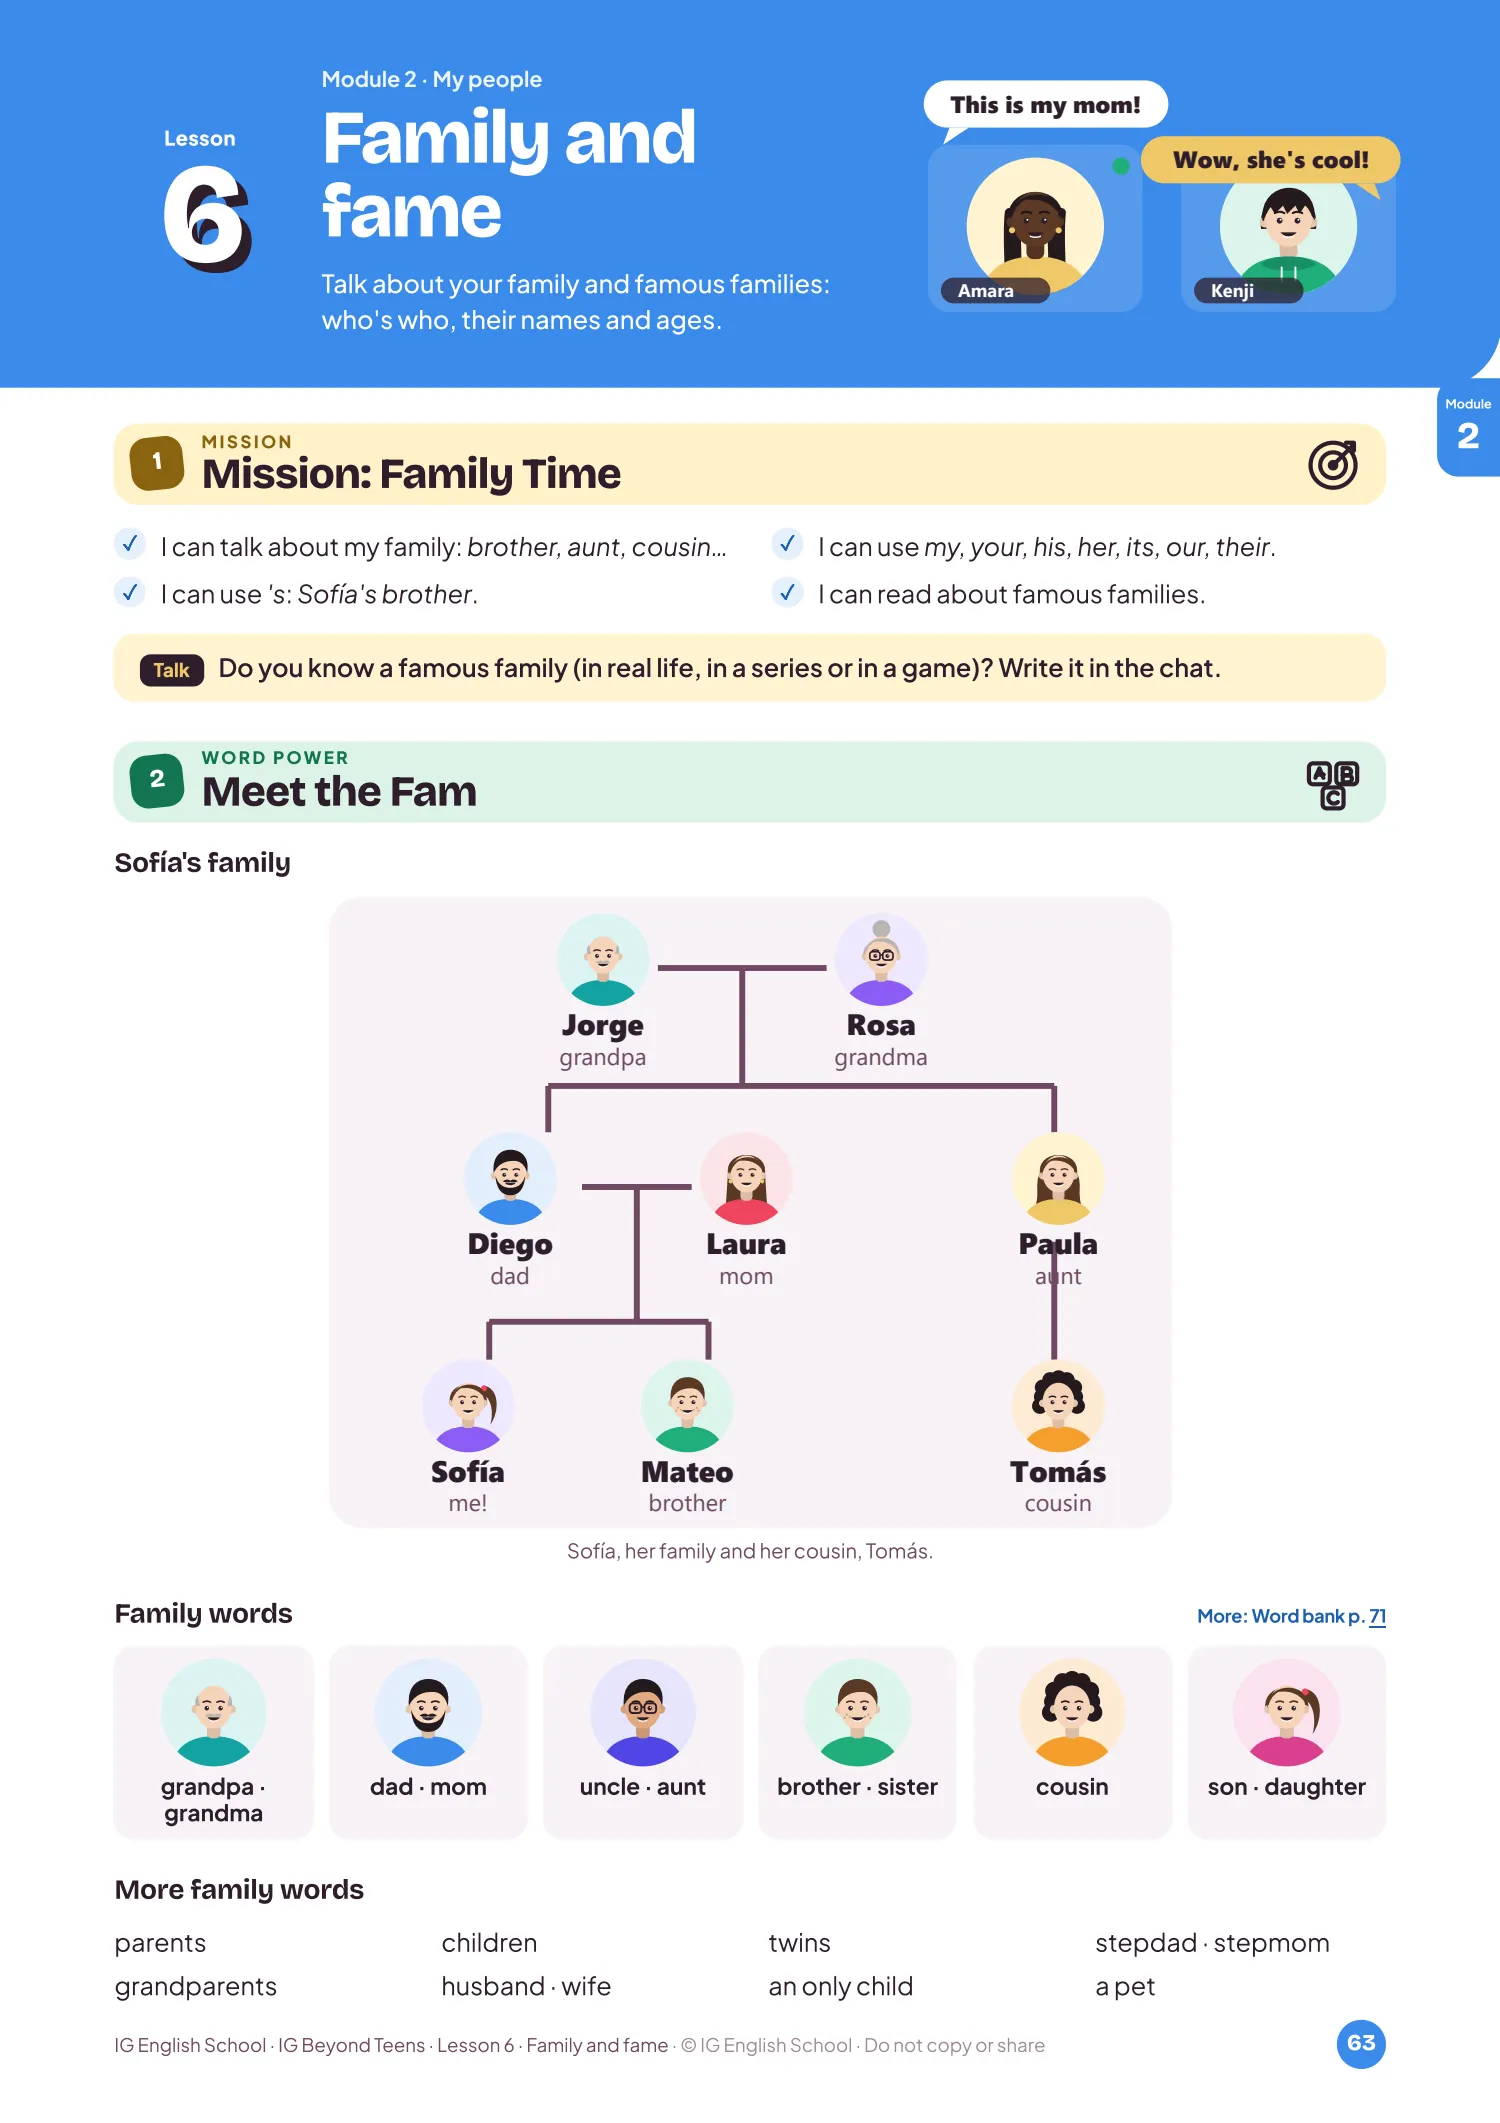 Module 2 · My people
Lesson
6
Family and
fame
Talk about your family and famous families:
who's who, their names and ages.
This is my mom!
Wow, she's cool!
Amara
Kenji
Module
2
1
MISSION
Mission: Family Time
✓ I can talk about my family: brother, aunt, cousin...
✓ I can use my, your, his, her, its, our, their.
✓ I can use 's: Sofía's brother.
✓ I can read about famous families.
Talk Do you know a famous family (in real life, in a series or in a game)? Write it in the chat.
2
WORD POWER
Meet the Fam
A B
C
Sofía's family
Jorge
grandpa
Rosa
grandma
Diego
dad
Laura
mom
Paula
aunt
Sofía
me!
Mateo
brother
Tomás
cousin
Sofía, her family and her cousin, Tomás.
Family words
More: Word bank p. 71
grandpa ·
grandma
dad · mom
uncle · aunt
brother · sister
cousin
son · daughter
More family words
parents
children
twins
stepdad · stepmom
grandparents
husband · wife
an only child
a pet
IG English School · IG Beyond Teens · Lesson 6 · Family and fame · © IG English School · Do not copy or share
63